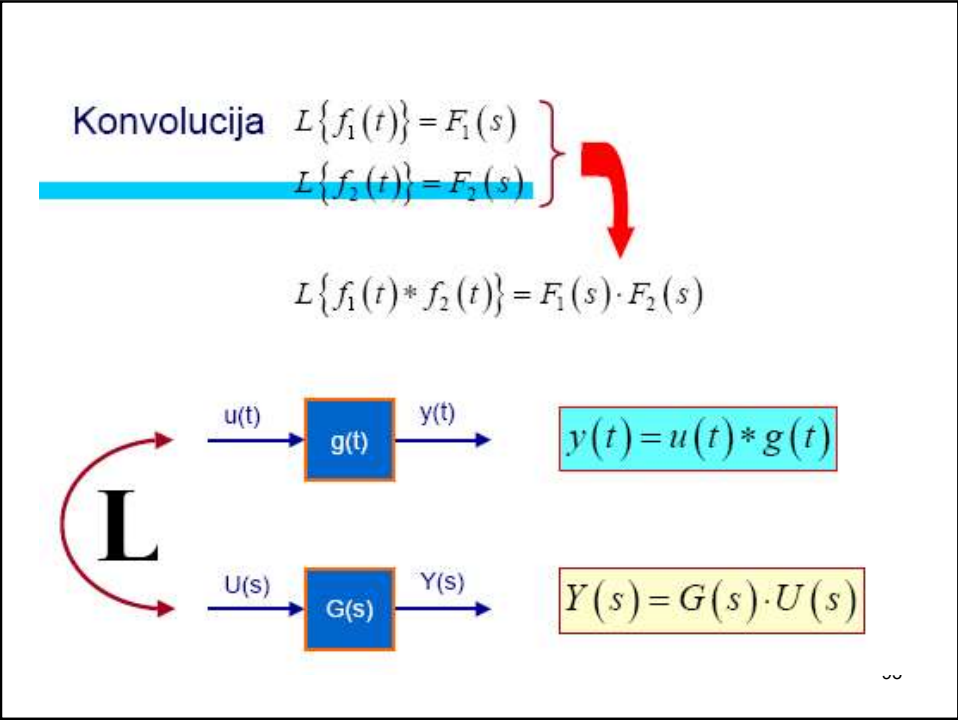 Konvolucija L{f₁(t)} = F₁(s)
L{f₂(t)} = F₂(s)
L{f₁(t) * f₂(t)} = F₁(s)·F₂(s)
u(t) g(t) y(t) y(t) = u(t) * g(t)
L
U(s) G(s) Y(s) Y(s) = G(s)·U(s)